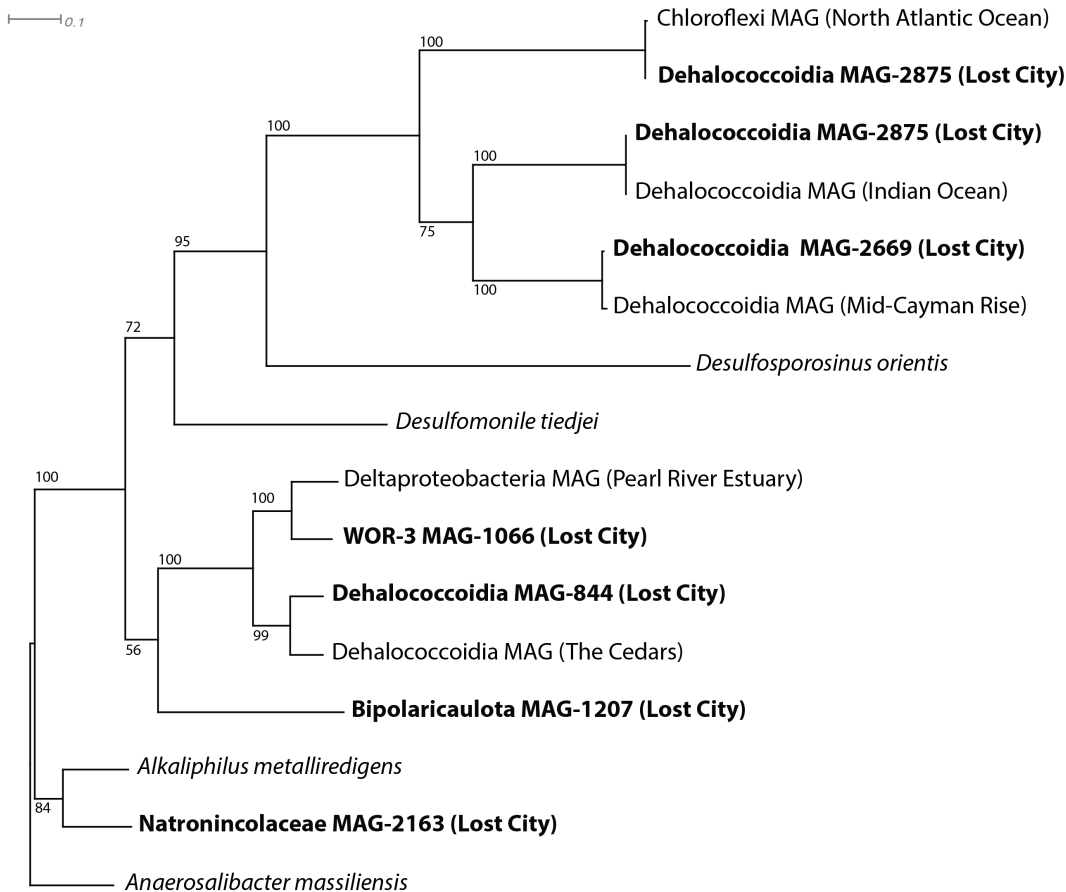 0.1
Chloroflexi MAG (North Atlantic Ocean)
100
Dehalococcoidia MAG-2875 (Lost City)
100
Dehalococcoidia MAG-2875 (Lost City)
100
Dehalococcoidia MAG (Indian Ocean)
75
95
Dehalococcoidia MAG-2669 (Lost City)
100
Dehalococcoidia MAG (Mid-Cayman Rise)
72
Desulfosporosinus orientis
Desulfomonile tiedjei
100
Deltaproteobacteria MAG (Pearl River Estuary)
100
WOR-3 MAG-1066 (Lost City)
100
Dehalococcoidia MAG-844 (Lost City)
99
56
Dehalococcoidia MAG (The Cedars)
Bipolaricaulota MAG-1207 (Lost City)
Alkaliphilus metalliredigens
84
Natronincolaceae MAG-2163 (Lost City)
Anaerosalibacter massiliensis